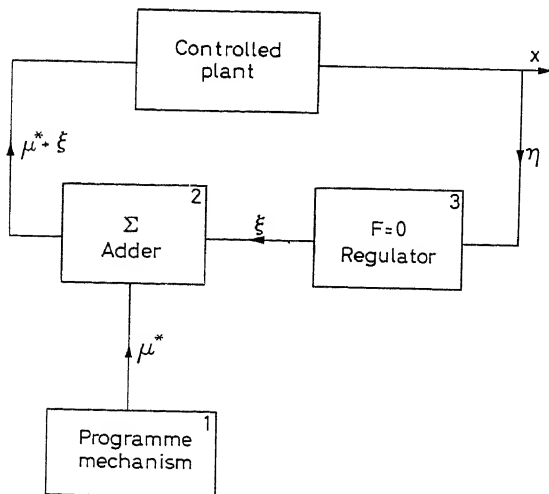 Controlled
plant
x
μ* + ξ
η
2
Σ
Adder
ξ
3
F=0
Regulator
μ*
1
Programme
mechanism